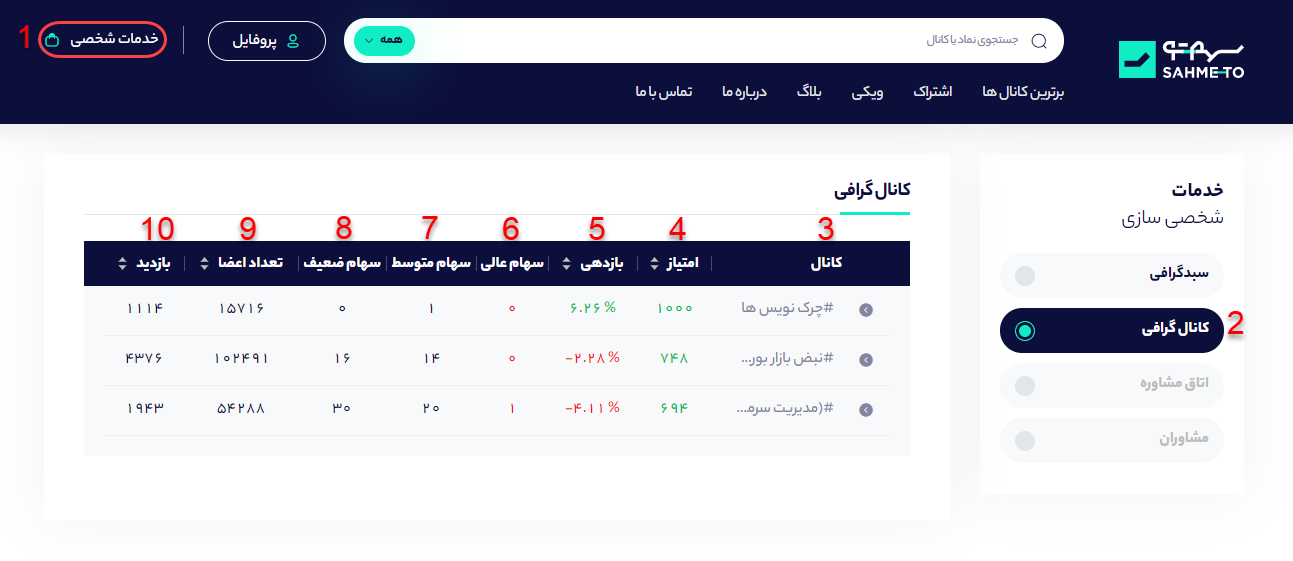 سهمتو
SAHMETO
جستجوی نماد یا کانال
همه
پروفایل
خدمات شخصی
1
برترین کانال ها
اشتراک
ویکی
بلاگ
درباره ما
تماس با ما
خدمات
شخصی سازی
سبدگرافی
کانال گرافی
2
اتاق مشاوره
مشاوران
کانال گرافی
3 4 5 6 7 8 9 10
کانال امتیاز بازدهی سهام عالی سهام متوسط سهام ضعیف تعداد اعضا بازدید
#چرک نویس ها ۱۰۰۰ ۶.۲۶% ۰ ۱ ۰ ۱۵۷۱۶ ۱۱۱۴
#نبض بازار بور... ۷۴۸ -۲.۲۸% ۰ ۱۴ ۱۶ ۱۰۲۴۹۱ ۴۳۷۶
#(مدیریت سرمـ... ۶۹۴ -۴.۱۱% ۱ ۲۰ ۳۰ ۵۴۲۸۸ ۱۹۴۳